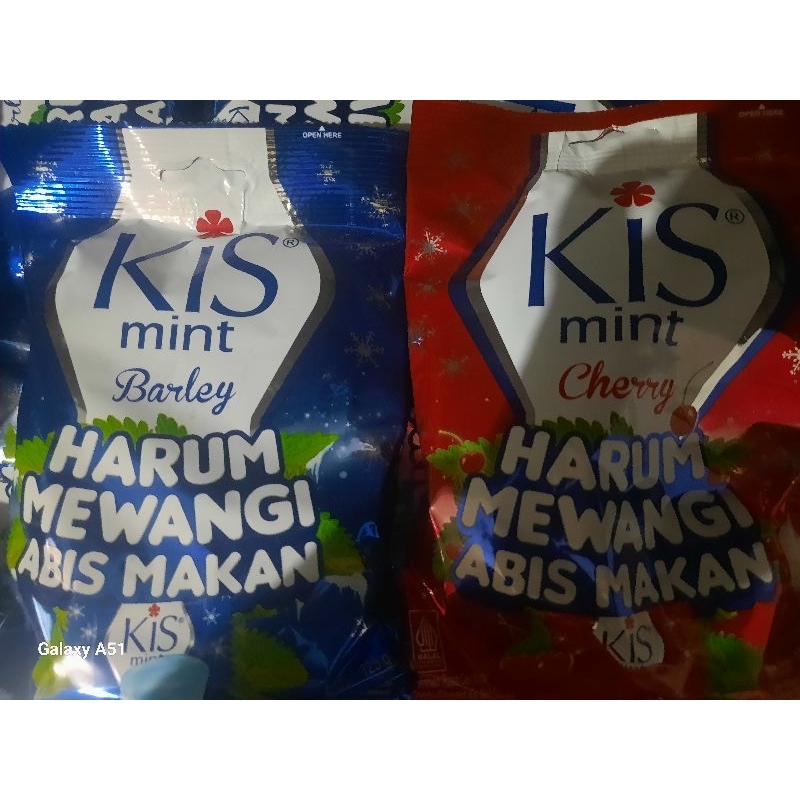 OPEN HERE
KiS®
mint
Barley
HARUM
MEWANGI
ABIS MAKAN
KiS®
mint
OPEN HERE
KiS®
mint
Cherry
HARUM
MEWANGI
ABIS MAKAN
KiS
HALAL
Galaxy A51